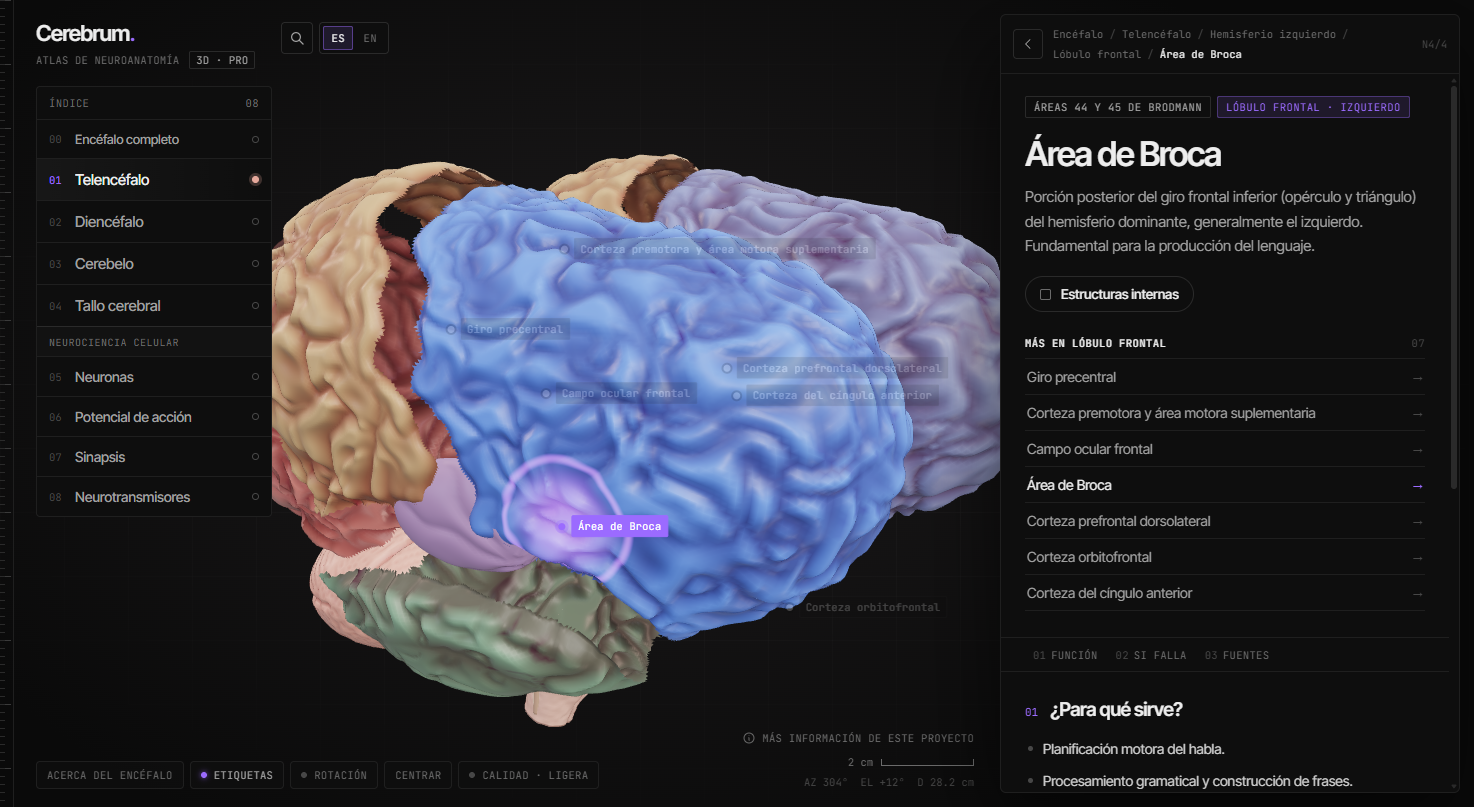 Cerebrum.
ATLAS DE NEUROANATOMÍA 3D · PRO
ES EN
ÍNDICE 08
00 Encéfalo completo
01 Telencéfalo
02 Diencéfalo
03 Cerebelo
04 Tallo cerebral
NEUROCIENCIA CELULAR
05 Neuronas
06 Potencial de acción
07 Sinapsis
08 Neurotransmisores
Corteza premotora y área motora suplementaria
Giro precentral
Corteza prefrontal dorsolateral
Campo ocular frontal
Corteza del cíngulo anterior
Área de Broca
Corteza orbitofrontal
MÁS INFORMACIÓN DE ESTE PROYECTO
2 cm
AZ 304° EL +12° D 28.2 cm
ACERCA DEL ENCÉFALO ETIQUETAS ROTACIÓN CENTRAR CALIDAD · LIGERA
Encéfalo / Telencéfalo / Hemisferio izquierdo /
Lóbulo frontal / Área de Broca
N4/4
ÁREAS 44 Y 45 DE BRODMANN LÓBULO FRONTAL · IZQUIERDO
Área de Broca
Porción posterior del giro frontal inferior (opérculo y triángulo)
del hemisferio dominante, generalmente el izquierdo.
Fundamental para la producción del lenguaje.
Estructuras internas
MÁS EN LÓBULO FRONTAL 07
Giro precentral →
Corteza premotora y área motora suplementaria →
Campo ocular frontal →
Área de Broca →
Corteza prefrontal dorsolateral →
Corteza orbitofrontal →
Corteza del cíngulo anterior →
01 FUNCIÓN 02 SI FALLA 03 FUENTES
01 ¿Para qué sirve?
Planificación motora del habla.
Procesamiento gramatical y construcción de frases.